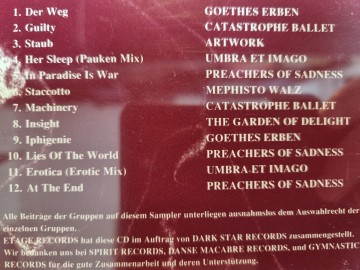 1. Der Weg GOETHES ERBEN
2. Guilty CATASTROPHE BALLET
3. Staub ARTWORK
4. Her Sleep (Pauken Mix) UMBRA ET IMAGO
5. In Paradise Is War PREACHERS OF SADNESS
6. Staccotto MEPHISTO WALZ
7. Machinery CATASTROPHE BALLET
8. Insight THE GARDEN OF DELIGHT
9. Iphigenie GOETHES ERBEN
10. Lies Of The World PREACHERS OF SADNESS
11. Erotica (Erotic Mix) UMBRA ET IMAGO
12. At The End PREACHERS OF SADNESS
Alle Beiträge der Gruppen auf diesem Sampler unterliegen ausnahmslos dem Auswahlrecht der
einzelnen Gruppen.
ETAGE RECORDS hat diese CD im Auftrag von DARK STAR RECORDS zusammengestellt.
Wir bedanken uns bei SPIRIT RECORDS, DANSE MACABRE RECORDS, und GYMNASTIC
RECORDS für die gute Zusammenarbeit und deren Unterstützung.